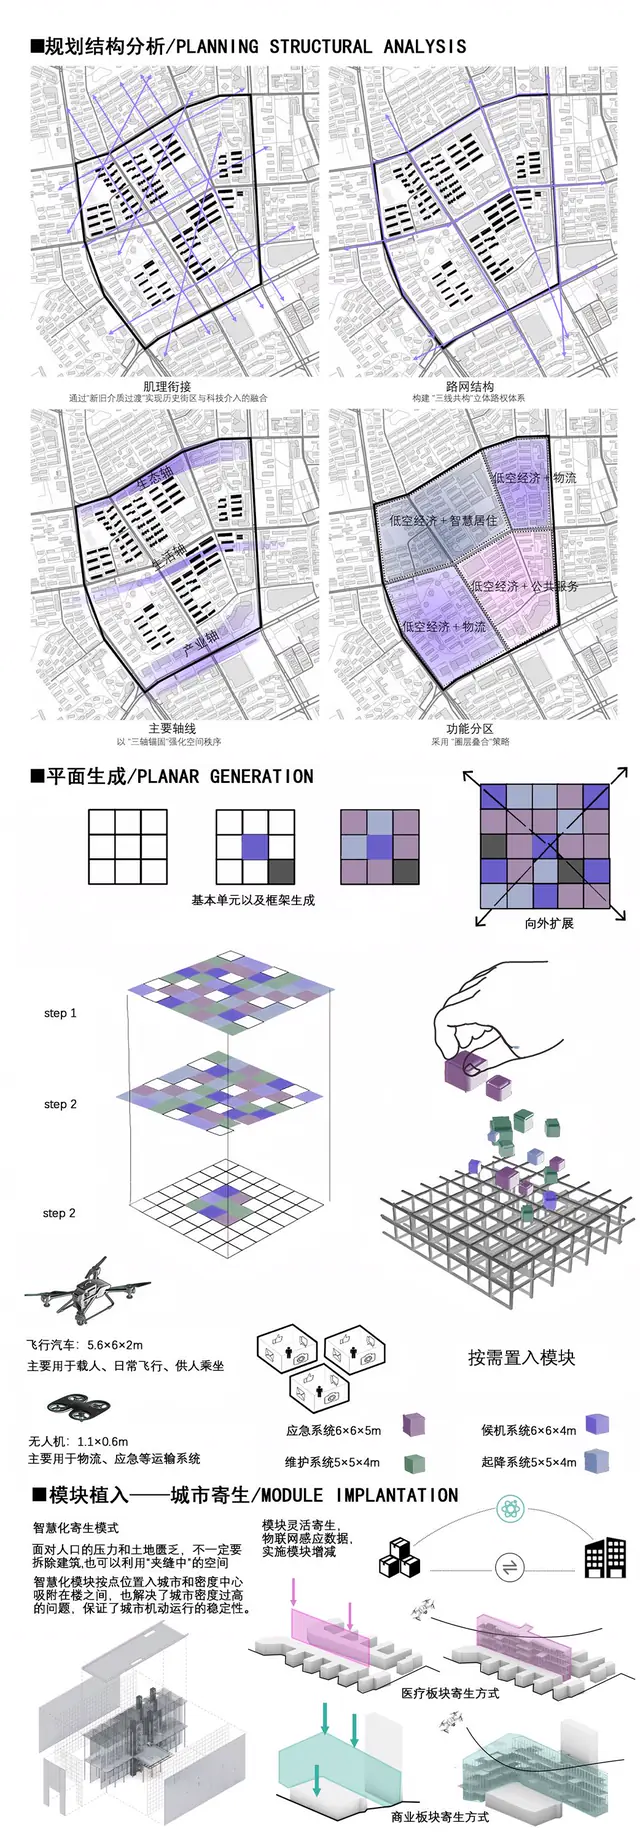 ■规划结构分析/PLANNING STRUCTURAL ANALYSIS
肌理衔接
通过“新旧介质过渡”实现历史街区与科技介入的融合
路网结构
构建 “三线共构”立体路权体系
生态轴
生活轴
产业轴
低空经济+物流
低空经济+智慧居住
低空经济+公共服务
低空经济+物流
主要轴线
以 “三轴锚固”强化空间秩序
功能分区
采用 “圈层叠合”策略
■平面生成/PLANAR GENERATION
基本单元以及框架生成
向外扩展
step 1
step 2
step 2
飞行汽车：5.6×6×2m
主要用于载人、日常飞行、供人乘坐
按需置入模块
无人机：1.1×0.6m
主要用于物流、应急等运输系统
应急系统6×6×5m
候机系统6×6×4m
维护系统5×5×4m
起降系统5×5×4m
■模块植入——城市寄生/MODULE IMPLANTATION
智慧化寄生模式
面对人口的压力和土地匮乏，不一定要
拆除建筑,也可以利用“夹缝中”的空间
智慧化模块按点位置入城市和密度中心
吸附在楼之间，也解决了城市密度过高
的问题，保证了城市机动运行的稳定性。
模块灵活寄生，
物联网感应数据，
实施模块增减
医疗板块寄生方式
商业板块寄生方式